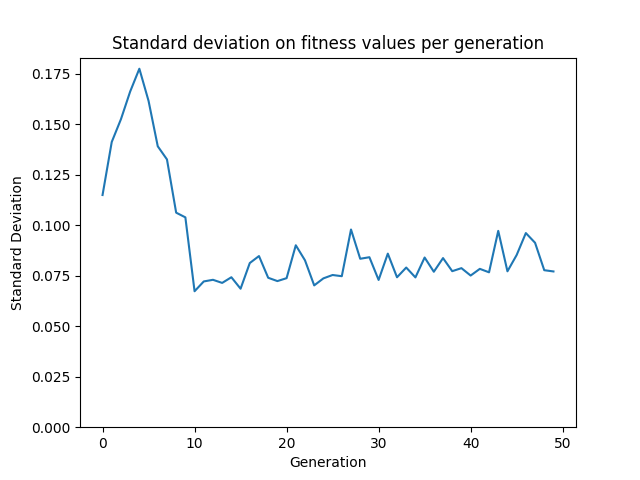 Standard deviation on fitness values per generation
0.175
0.150
0.125
0.100
0.075
0.050
0.025
0.000
Standard Deviation
0 10 20 30 40 50
Generation